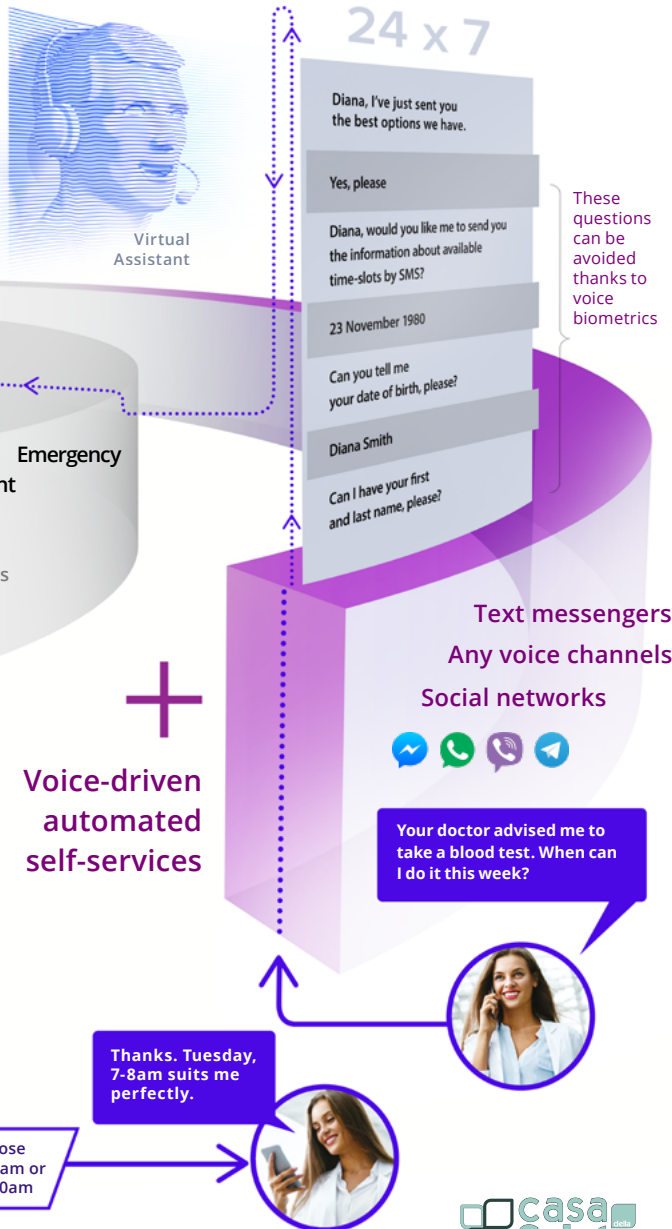 24 x 7
Diana, I've just sent you
the best options we have.
Yes, please
Diana, would you like me to send you
the information about available
time-slots by SMS?
23 November 1980
Can you tell me
your date of birth, please?
Diana Smith
Can I have your first
and last name, please?
These
questions
can be
avoided
thanks to
voice
biometrics
Virtual
Assistant
Emergency
Text messengers
Any voice channels
Social networks
Voice-driven
automated
self-services
Your doctor advised me to
take a blood test. When can
I do it this week?
Thanks. Tuesday,
7-8am suits me
perfectly.
am or
casa
della